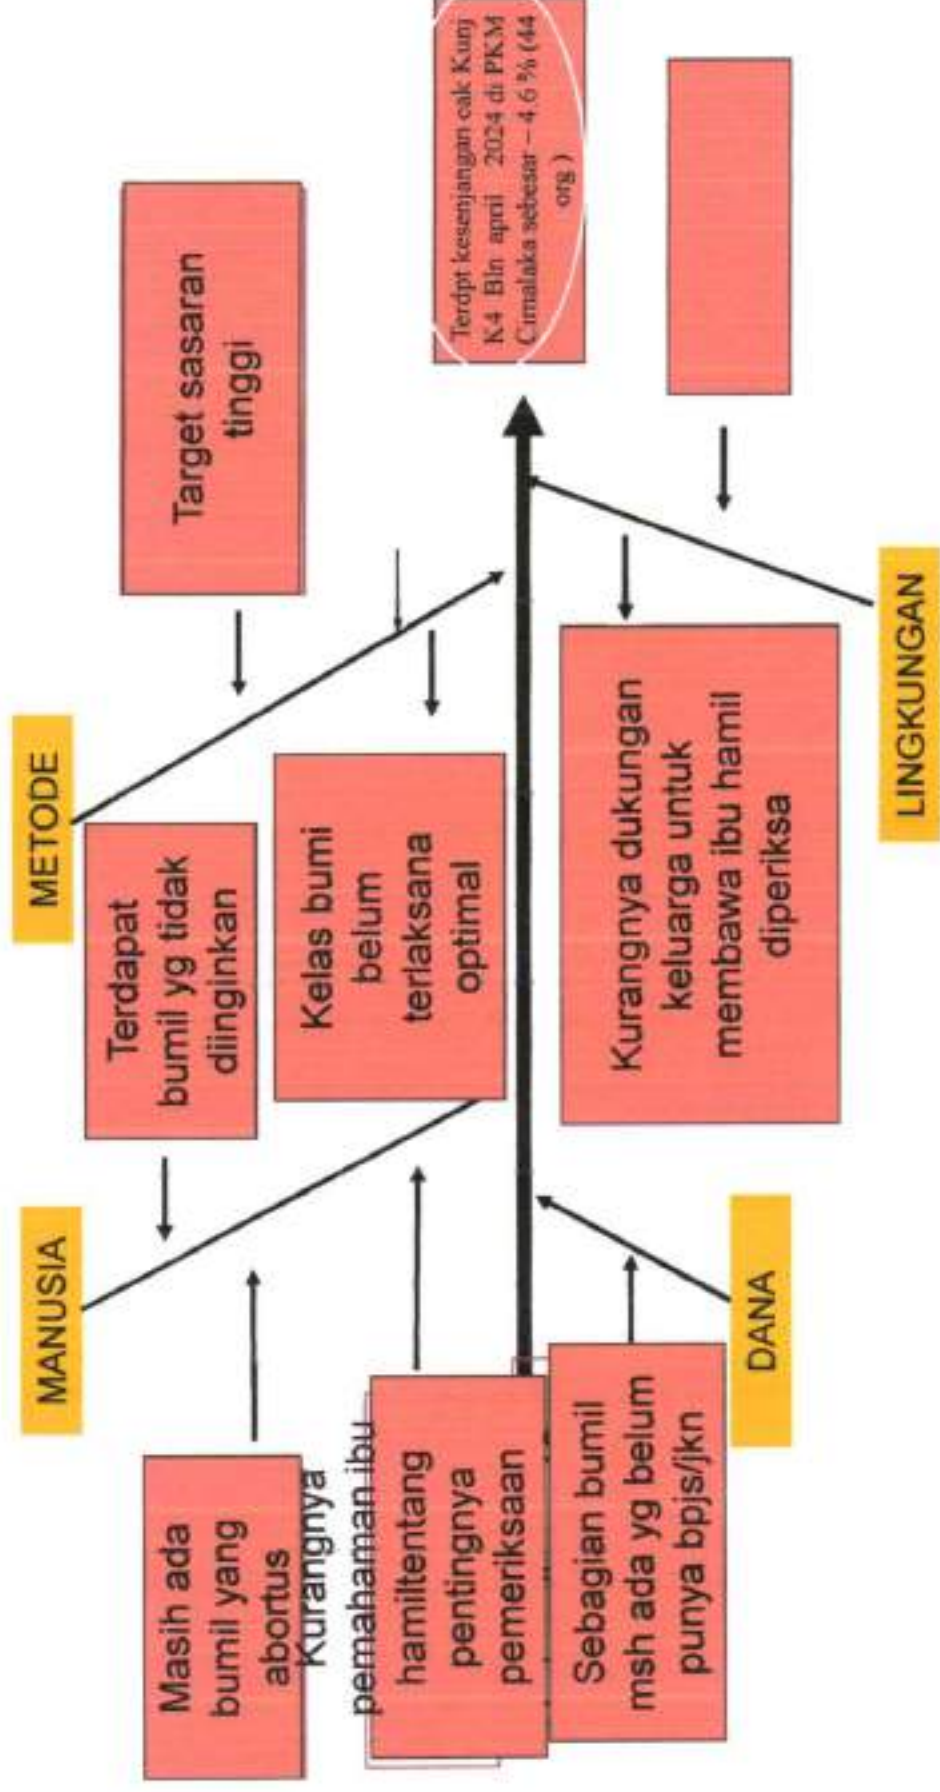 MANUSIA
METODE
Masih ada
bumil yang
abortus
Terdapat
bumil yg tidak
diinginkan
Target sasaran
tinggi
Kurangnya
pemahaman ibu
hamiltentang
pentingnya
pemeriksaan
Kelas bumi
belum
terlaksana
optimal
Terdpt kesenjangan cak Kunj
K4 Bln april 2024 di PKM
Cimalaka sebesar – 4.6 % (44
org )
Sebagian bumil
msh ada yg belum
punya bpjs/jkn
Kurangnya dukungan
keluarga untuk
membawa ibu hamil
diperiksa
DANA
LINGKUNGAN